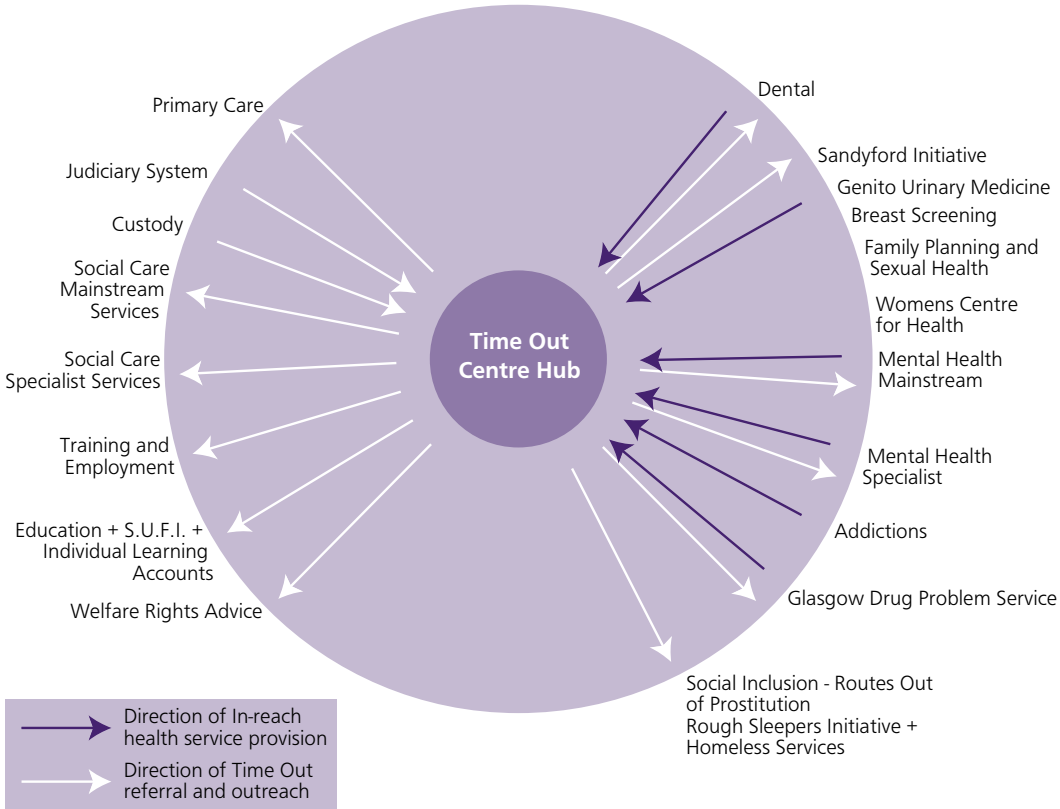 Primary Care
Judiciary System
Custody
Social Care
Mainstream
Services
Social Care
Specialist Services
Training and
Employment
Education + S.U.F.I. +
Individual Learning
Accounts
Welfare Rights Advice
Time Out
Centre Hub
Dental
Sandyford Initiative
Genito Urinary Medicine
Breast Screening
Family Planning and
Sexual Health
Womens Centre
for Health
Mental Health
Mainstream
Mental Health
Specialist
Addictions
Glasgow Drug Problem Service
Social Inclusion - Routes Out
of Prostitution
Rough Sleepers Initiative +
Homeless Services
Direction of In-reach
health service provision
Direction of Time Out
referral and outreach